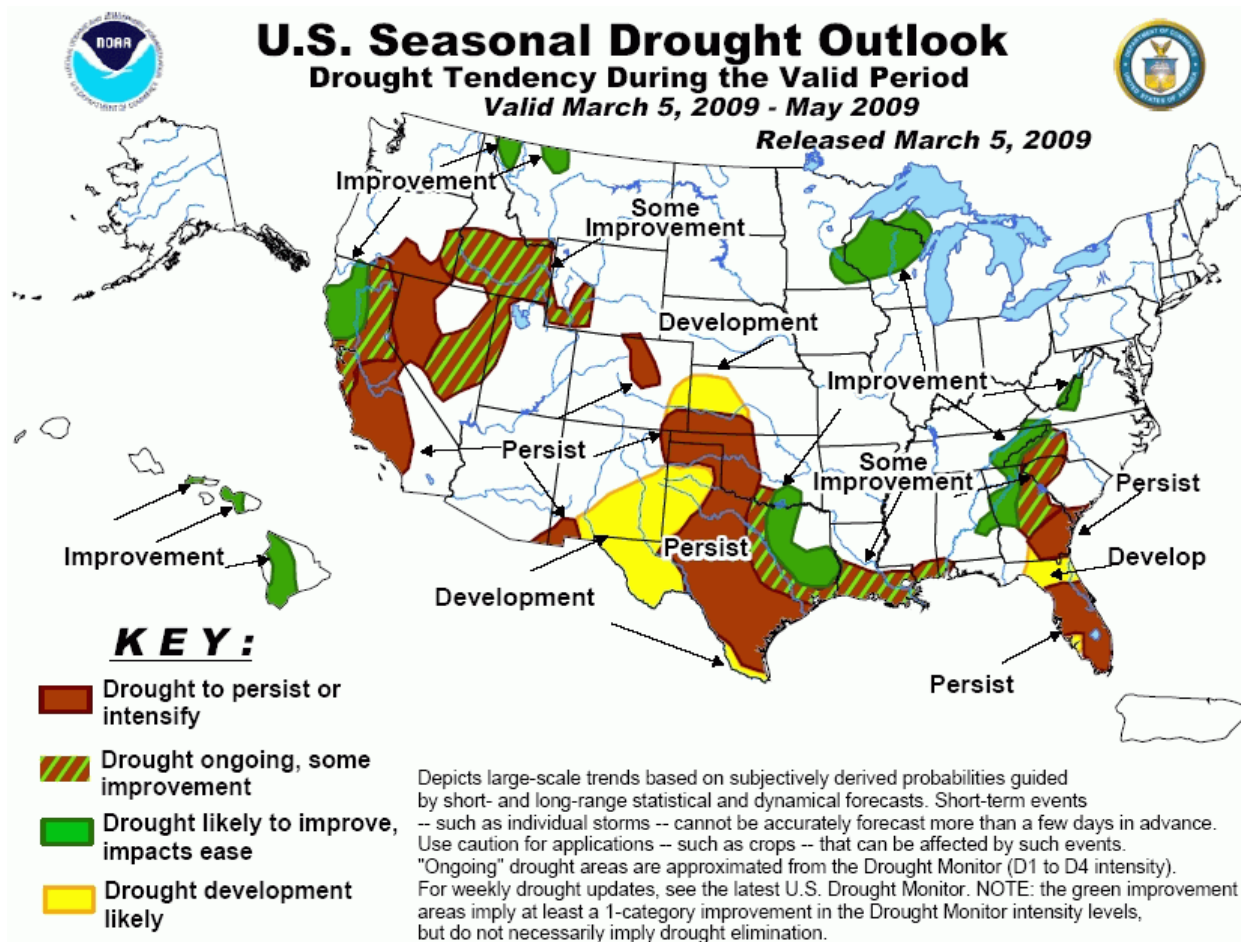 NOAA
U.S. Seasonal Drought Outlook
Drought Tendency During the Valid Period
Valid March 5, 2009 - May 2009
Released March 5, 2009
DEPARTMENT OF COMMERCE
UNITED STATES OF AMERICA
Improvement
Some
Improvement
Development
Improvement
Persist
Some
Improvement
Persist
Improvement
Persist
Develop
Development
Persist
KEY:
Drought to persist or
intensify
Drought ongoing, some
improvement
Drought likely to improve,
impacts ease
Drought development
likely
Depicts large-scale trends based on subjectively derived probabilities guided
by short- and long-range statistical and dynamical forecasts. Short-term events
-- such as individual storms -- cannot be accurately forecast more than a few days in advance.
Use caution for applications -- such as crops -- that can be affected by such events.
"Ongoing" drought areas are approximated from the Drought Monitor (D1 to D4 intensity).
For weekly drought updates, see the latest U.S. Drought Monitor. NOTE: the green improvement
areas imply at least a 1-category improvement in the Drought Monitor intensity levels,
but do not necessarily imply drought elimination.